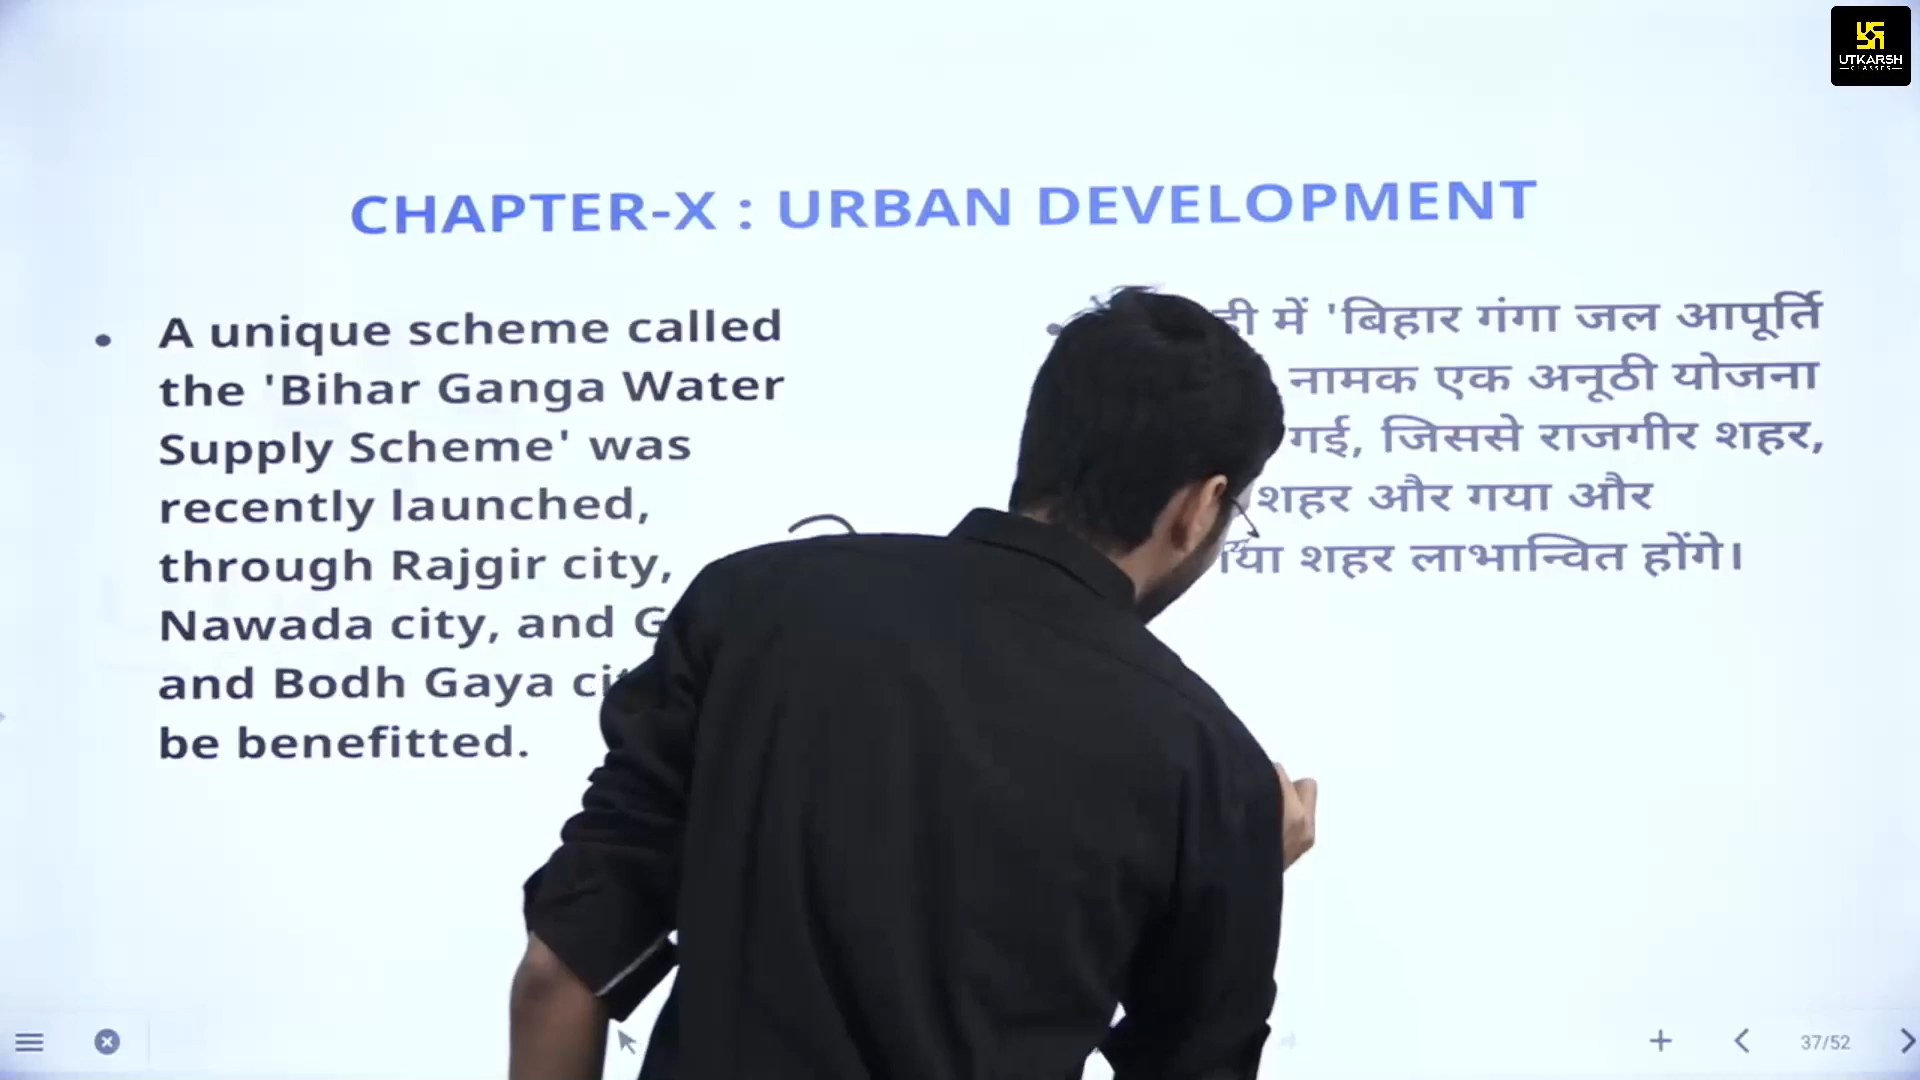 UTKARSH
CLASSES
CHAPTER-X : URBAN DEVELOPMENT
• A unique scheme called
the 'Bihar Ganga Water
Supply Scheme' was
recently launched,
through Rajgir city,
Nawada city, and
and Bodh Gaya
be benefitted.
में 'बिहार गंगा जल आपूर्ति
नामक एक अनूठी योजना
गई, जिससे राजगीर शहर,
शहर और गया और
शहर लाभान्वित होंगे।
37/52